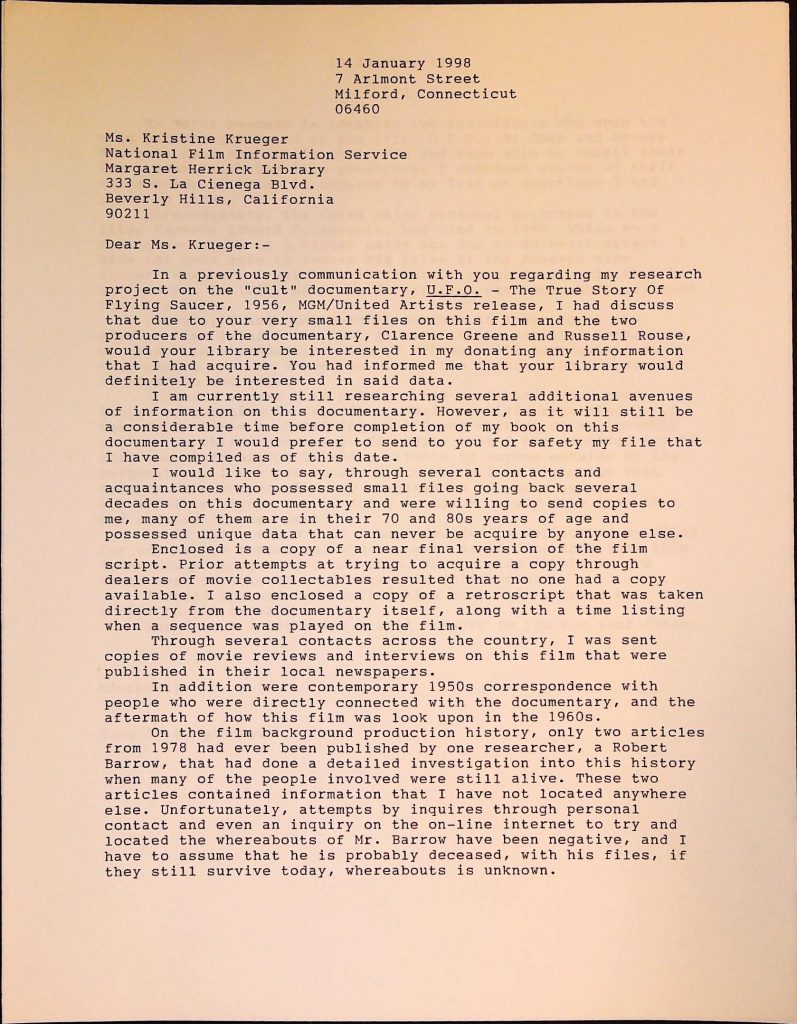 14 January 1998
7 Arlmont Street
Milford, Connecticut
06460
Ms. Kristine Krueger
National Film Information Service
Margaret Herrick Library
333 S. La Cienega Blvd.
Beverly Hills, California
90211
Dear Ms. Krueger:-
In a previously communication with you regarding my research
project on the "cult" documentary, U.F.O. - The True Story Of
Flying Saucer, 1956, MGM/United Artists release, I had discuss
that due to your very small files on this film and the two
producers of the documentary, Clarence Greene and Russell Rouse,
would your library be interested in my donating any information
that I had acquire. You had informed me that your library would
definitely be interested in said data.
I am currently still researching several additional avenues
of information on this documentary. However, as it will still be
a considerable time before completion of my book on this
documentary I would prefer to send to you for safety my file that
I have compiled as of this date.
I would like to say, through several contacts and
acquaintances who possessed small files going back several
decades on this documentary and were willing to send copies to
me, many of them are in their 70 and 80s years of age and
possessed unique data that can never be acquire by anyone else.
Enclosed is a copy of a near final version of the film
script. Prior attempts at trying to acquire a copy through
dealers of movie collectables resulted that no one had a copy
available. I also enclosed a copy of a retroscript that was taken
directly from the documentary itself, along with a time listing
when a sequence was played on the film.
Through several contacts across the country, I was sent
copies of movie reviews and interviews on this film that were
published in their local newspapers.
In addition were contemporary 1950s correspondence with
people who were directly connected with the documentary, and the
aftermath of how this film was look upon in the 1960s.
On the film background production history, only two articles
from 1978 had ever been published by one researcher, a Robert
Barrow, that had done a detailed investigation into this history
when many of the people involved were still alive. These two
articles contained information that I have not located anywhere
else. Unfortunately, attempts by inquires through personal
contact and even an inquiry on the on-line internet to try and
located the whereabouts of Mr. Barrow have been negative, and I
have to assume that he is probably deceased, with his files, if
they still survive today, whereabouts is unknown.